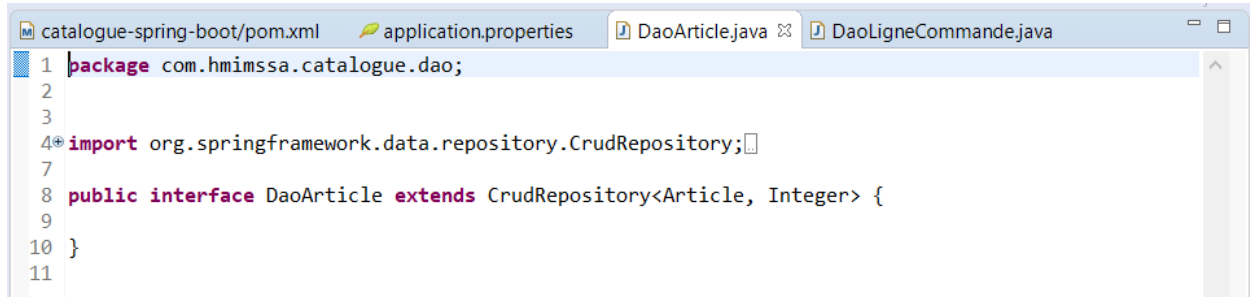 catalogue-spring-boot/pom.xml application.properties DaoArticle.java DaoLigneCommande.java
1 package com.hmimssa.catalogue.dao;
2
3
4 import org.springframework.data.repository.CrudRepository;
7
8 public interface DaoArticle extends CrudRepository<Article, Integer> {
9
10 }
11